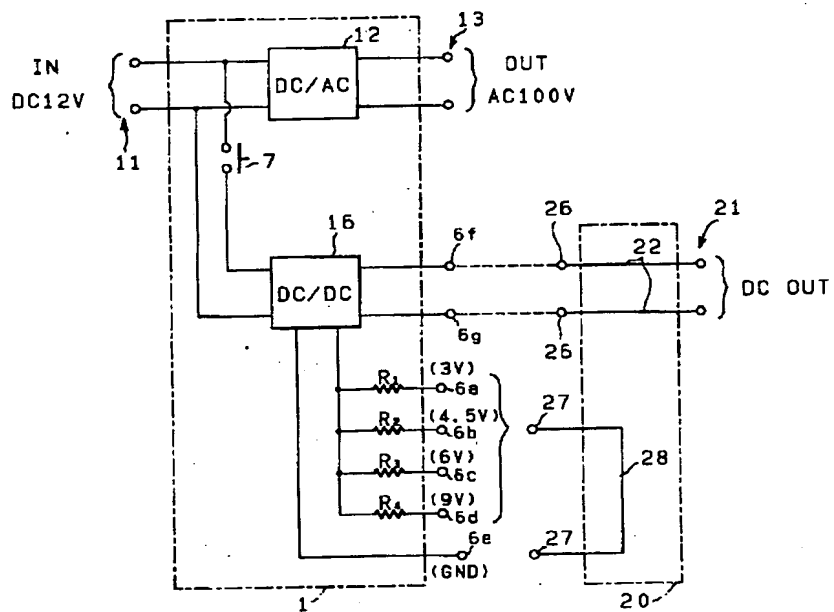 12
13
IN
DC12V
DC/AC
OUT
AC100V
11
7
16
6f
26
21
22
DC/DC
DC OUT
6g
26
R1
(3V)
6a
R2
(4.5V)
6b
27
R3
(6V)
6c
28
R4
(9V)
6d
6e
27
(GND)
1
20